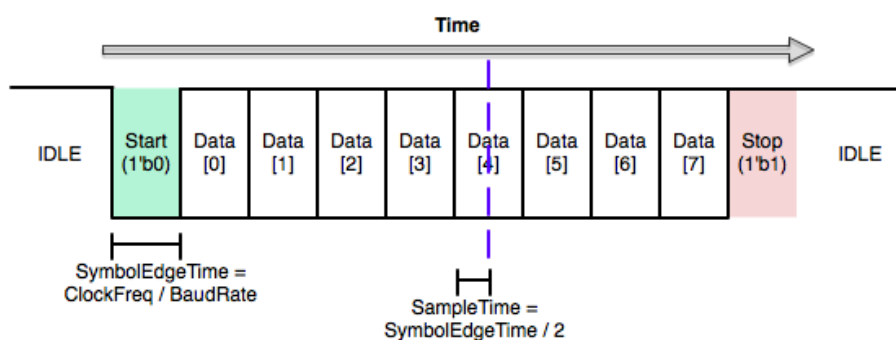 Time
IDLE
Start
(1'b0)
Data
[0]
Data
[1]
Data
[2]
Data
[3]
Data
[4]
Data
[5]
Data
[6]
Data
[7]
Stop
(1'b1)
IDLE
SymbolEdgeTime =
ClockFreq / BaudRate
SampleTime =
SymbolEdgeTime / 2